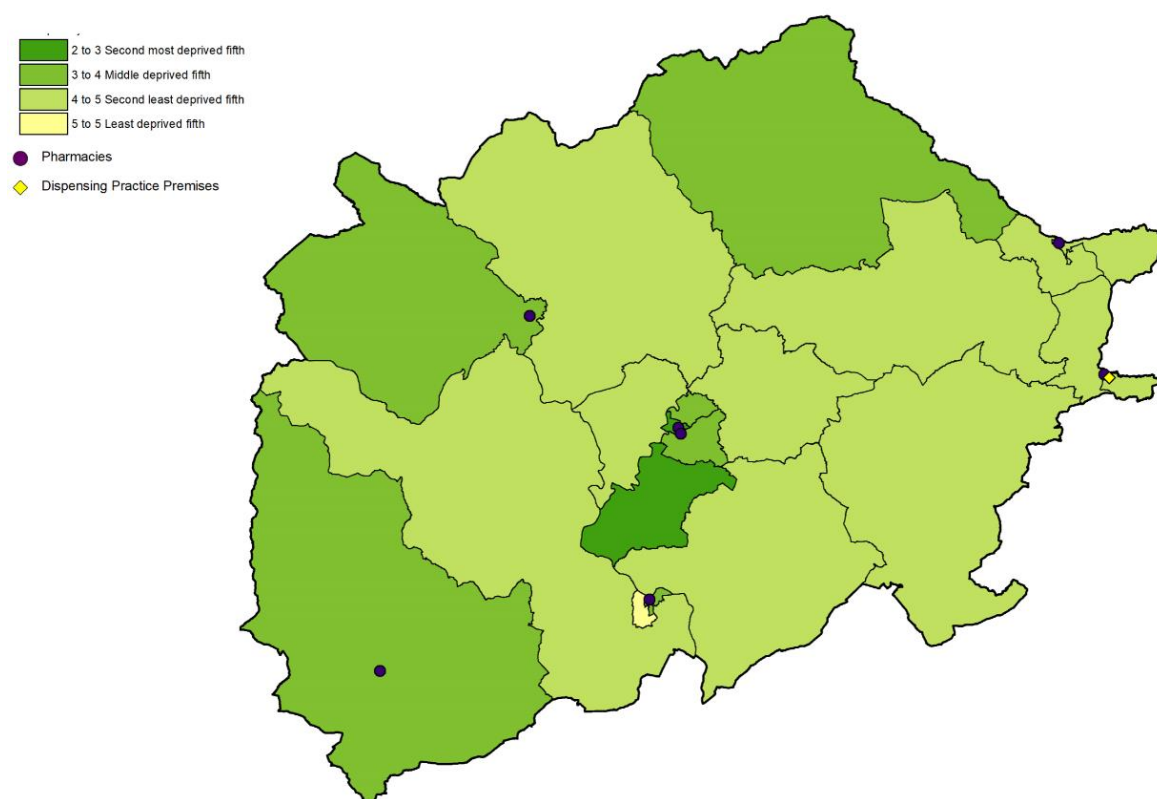 2 to 3 Second most deprived fifth
3 to 4 Middle deprived fifth
4 to 5 Second least deprived fifth
5 to 5 Least deprived fifth
Pharmacies
Dispensing Practice Premises